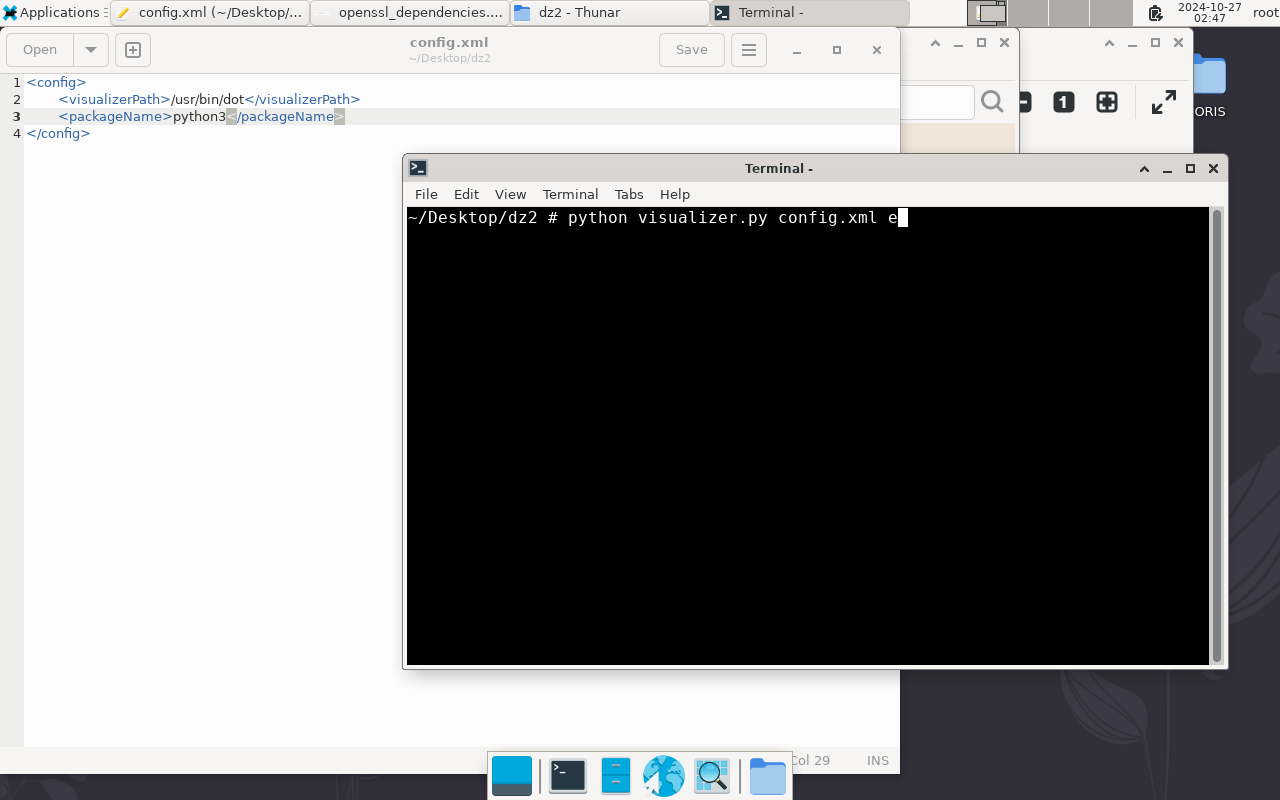 Applications
config.xml (~/Desktop/...
openssl_dependencies....
dz2 - Thunar
Terminal -
2024-10-27
02:47
root
Open
config.xml
~/Desktop/dz2
Save
1 <config>
2 <visualizerPath>/usr/bin/dot</visualizerPath>
3 <packageName>python3</packageName>
4 </config>
1
ORIS
Terminal -
File Edit View Terminal Tabs Help
~/Desktop/dz2 # python visualizer.py config.xml e
Col 29
INS